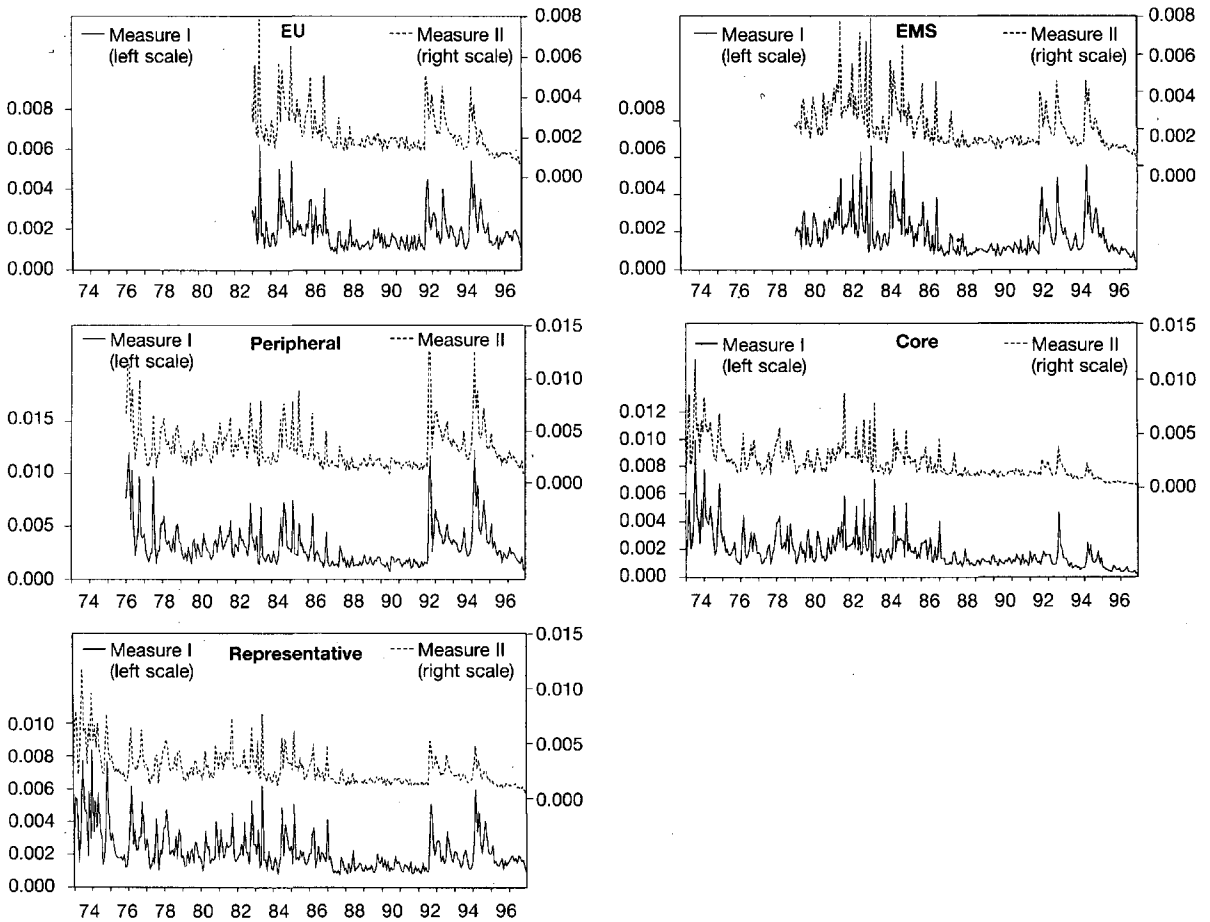 EU
Measure I
(left scale)
Measure II
(right scale)
0.008
0.006
0.004
0.002
0.000
0.008
0.006
0.004
0.002
0.000
74 76 78 80 82 84 86 88 90 92 94 96
EMS
Measure I
(left scale)
Measure II
(right scale)
0.008
0.006
0.004
0.002
0.000
0.008
0.006
0.004
0.002
0.000
74 76 78 80 82 84 86 88 90 92 94 96
Peripheral
Measure I
(left scale)
Measure II
0.015
0.010
0.005
0.000
0.015
0.010
0.005
0.000
76 76 78 80 82 84 86 88 90 92 94 96
Core
Measure I
(left scale)
Measure II
(right scale)
0.015
0.010
0.005
0.000
0.012
0.010
0.008
0.006
0.004
0.002
0.000
74 76 78 80 82 84 86 88 90 92 94 96
Representative
Measure I
(left scale)
Measure II
(right scale)
0.015
0.010
0.005
0.000
0.010
0.008
0.006
0.004
0.002
0.000
74 76 78 80 82 84 86 88 90 92 94 96